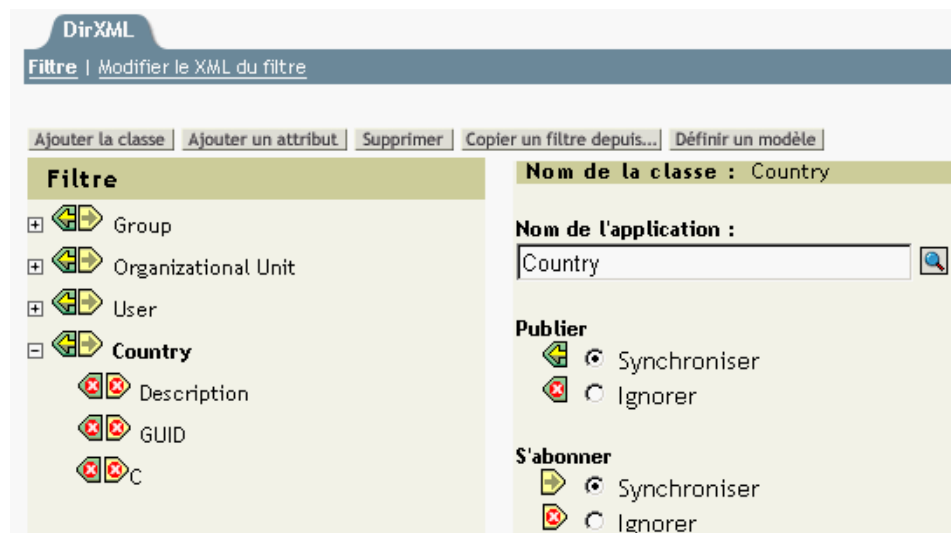 DirXML
Filtre | Modifier le XML du filtre
Ajouter la classe Ajouter un attribut Supprimer Copier un filtre depuis... Définir un modèle
Filtre
Nom de la classe : Country
Group
Nom de l'application :
Organizational Unit
Country
User
Publier
Country
Synchroniser
Description
Ignorer
GUID
S'abonner
C
Synchroniser
Ignorer